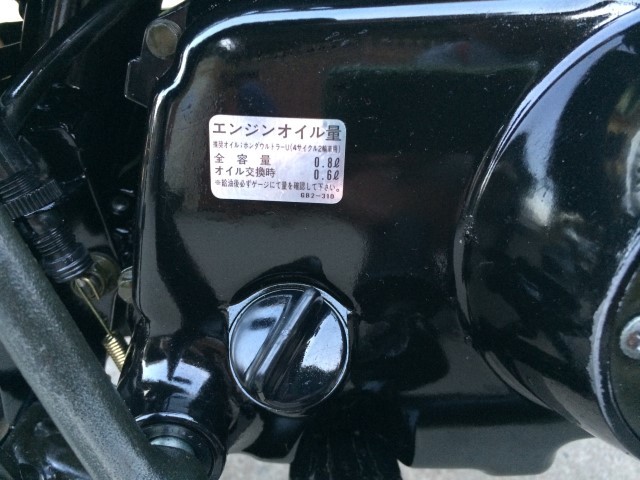 エンジンオイル量
推奨オイル:ホンダウルトラーU(4サイクル2輪車用)
全容量 0.8ℓ
オイル交換時 0.6ℓ
※給油後必ずゲージにて量を確認して下さい。
GB2-310